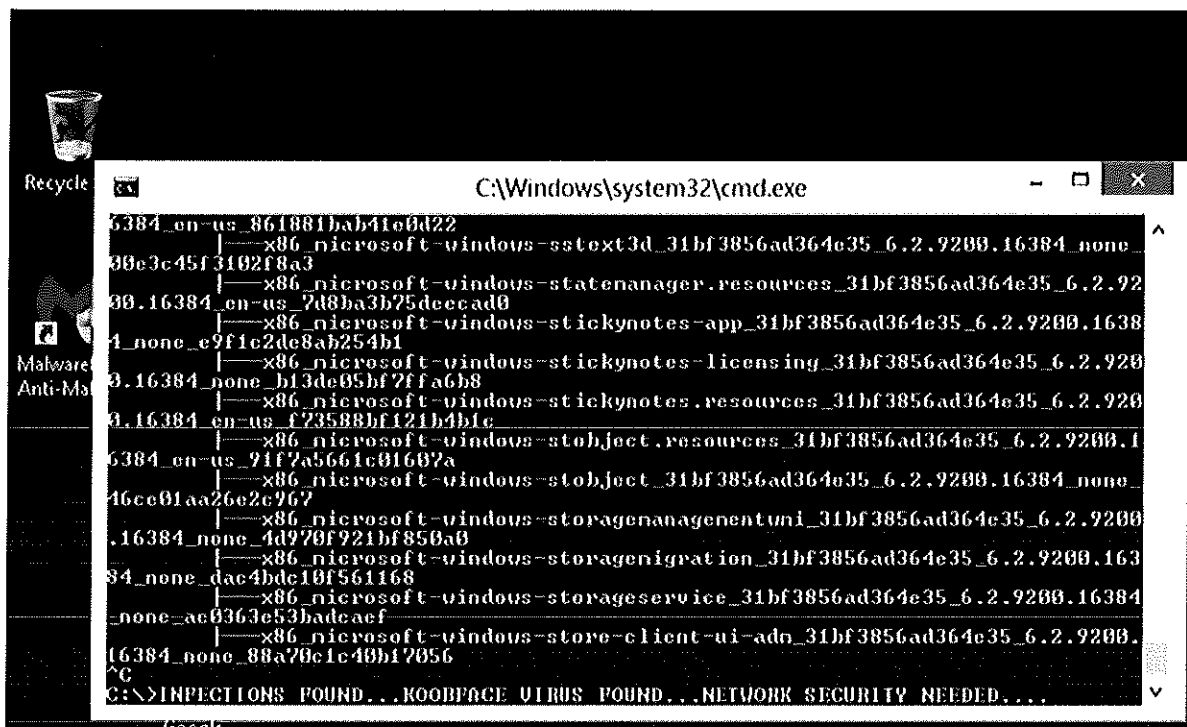 Recycle
C:\Windows\system32\cmd.exe
6384_en-us_861881bab41e0d22
|---x86_microsoft-windows-sstext3d_31bf3856ad364e35_6.2.9200.16384_none_
00e3c45f3102f8a3
|---x86_microsoft-windows-statemanager.resources_31bf3856ad364e35_6.2.92
00.16384_en-us_7d8ba3b75deecad0
|---x86_microsoft-windows-stickynotes-app_31bf3856ad364e35_6.2.9200.1638
4_none_e9f1c2de8ab254b1
Malware
|---x86_microsoft-windows-stickynotes-licensing_31bf3856ad364e35_6.2.920
Anti-Mal
0.16384_none_b13de05bf7ffa6b8
|---x86_microsoft-windows-stickynotes.resources_31bf3856ad364e35_6.2.920
0.16384_en-us_f73588bf121b4b1c
|---x86_microsoft-windows-stobject.resources_31bf3856ad364e35_6.2.9200.1
6384_en-us_91f7a5661c01607a
|---x86_microsoft-windows-stobject_31bf3856ad364e35_6.2.9200.16384_none_
46ce01aa26e2c967
|---x86_microsoft-windows-storagemanagementwmi_31bf3856ad364e35_6.2.9200
.16384_none_4d970f921bf850a0
|---x86_microsoft-windows-storagemigration_31bf3856ad364e35_6.2.9200.163
84_none_dac4bdc10f561168
|---x86_microsoft-windows-storageservice_31bf3856ad364e35_6.2.9200.16384
_none_ac0363e53badeaef
|---x86_microsoft-windows-store-client-ui-adm_31bf3856ad364e35_6.2.9200.
16384_none_88a70c1c40b17056
^C
C:\>INFECTIONS FOUND...KOOBFACE VIRUS FOUND...NETWORK SECURITY NEEDED....